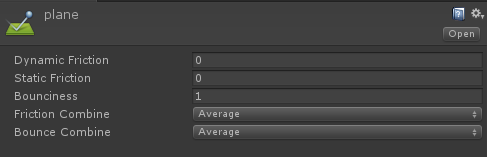 plane
Open
Dynamic Friction 0
Static Friction 0
Bounciness 1
Friction Combine Average
Bounce Combine Average